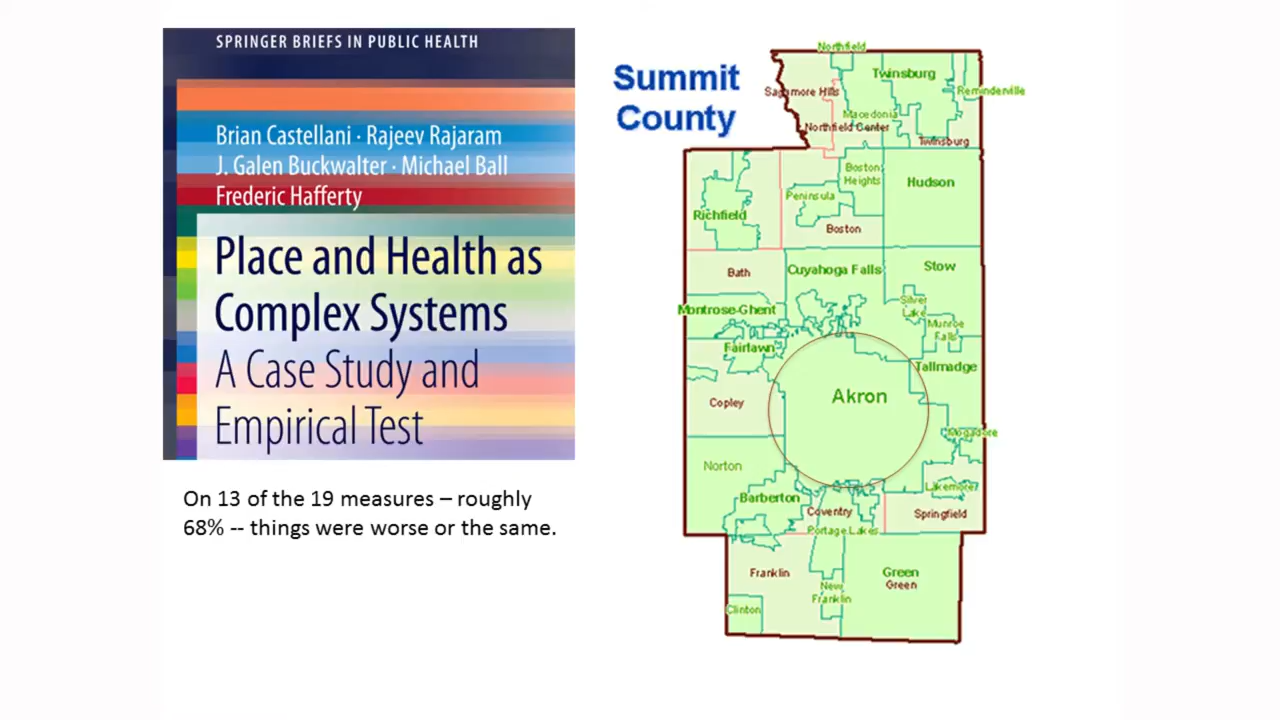 SPRINGER BRIEFS IN PUBLIC HEALTH
Brian Castellani · Rajeev Rajaram
J. Galen Buckwalter · Michael Ball
Frederic Hafferty
Place and Health as
Complex Systems
A Case Study and
Empirical Test
On 13 of the 19 measures – roughly
68% -- things were worse or the same.
Summit
County
Northfield
Twinsburg
Sagamore Hills
Reminderville
Macedonia
Northfield Center
Twinsburg
Boston
Heights
Hudson
Peninsula
Richfield
Boston
Bath
Cuyahoga Falls
Stow
Silver
Lake
Montrose-Ghent
Munroe
Falls
Fairlawn
Tallmadge
Akron
Copley
Mogadore
Norton
Lakemore
Barberton
Coventry
Springfield
Portage Lakes
Franklin
Green
Green
New
Franklin
Clinton